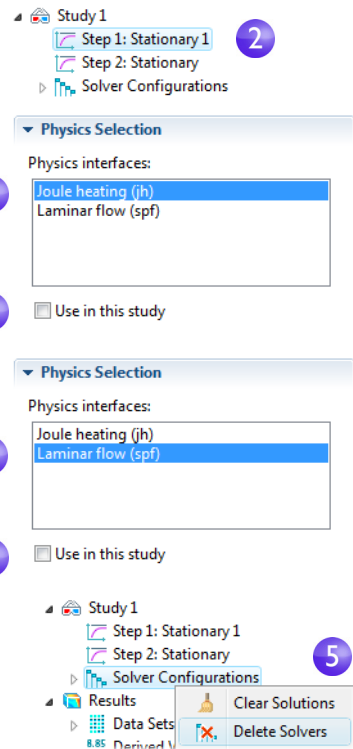 Study 1
Step 1: Stationary 1
2
Step 2: Stationary
Solver Configurations
Physics Selection
Physics interfaces:
Joule heating (jh)
Laminar flow (spf)
Use in this study
Physics Selection
Physics interfaces:
Joule heating (jh)
Laminar flow (spf)
Use in this study
Study 1
Step 1: Stationary 1
Step 2: Stationary
5
Solver Configurations
Results
Clear Solutions
Data Sets
Delete Solvers
8.85